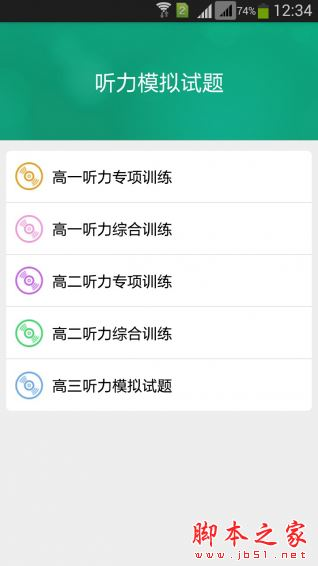 2 74% 12:34
听力模拟试题
高一听力专项训练
高一听力综合训练
高二听力专项训练
高二听力综合训练
高三听力模拟试题
脚本之家
www.jb51.net